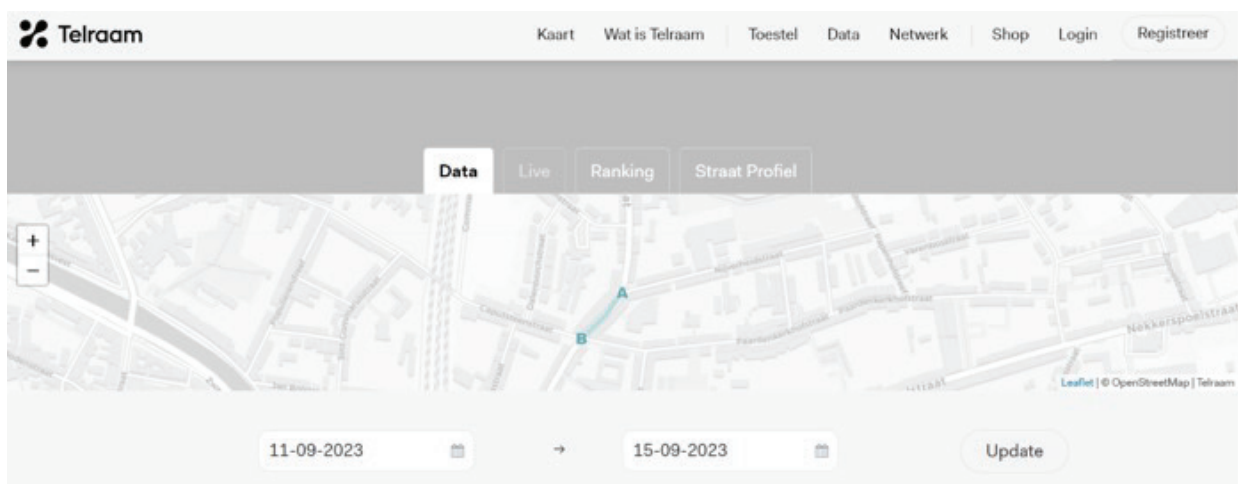 Telraam
Kaart Wat is Telraam Toestel Data Netwerk Shop Login Registreer
Data Live Ranking Straat Profiel
+
−
A
B
Nekkerspoelstraat
Leaflet | © OpenStreetMap | Telraam
11-09-2023 → 15-09-2023 Update